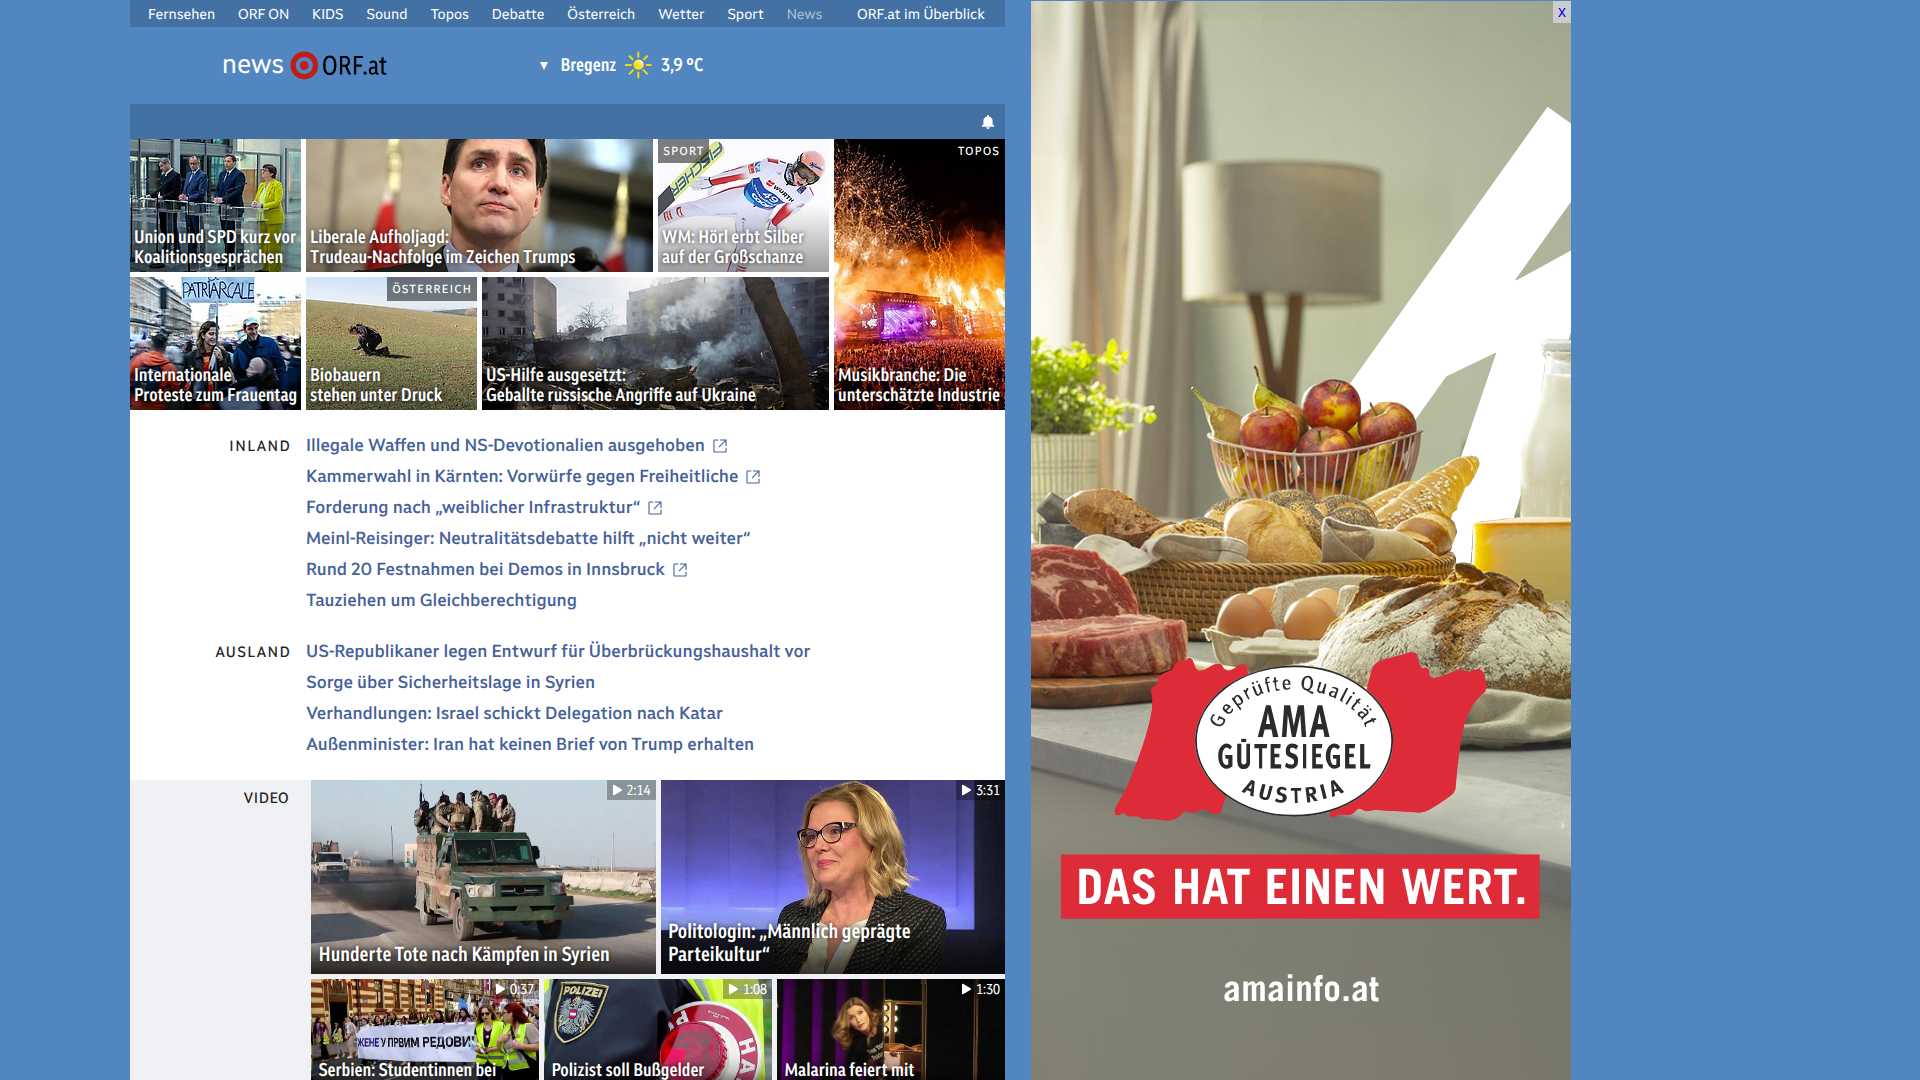 Fernsehen ORF ON KIDS Sound Topos Debatte Österreich Wetter Sport News ORF.at im Überblick
news ORF.at
▼ Bregenz 3,9 °C
X
Union und SPD kurz vor
Koalitionsgesprächen
Liberale Aufholjagd:
Trudeau-Nachfolge im Zeichen Trumps
SPORT
FISCHER
WÜRTH
49
WM: Hörl erbt Silber
auf der Großschanze
TOPOS
Musikbranche: Die
unterschätzte Industrie
PATRIARCALE
Internationale
Proteste zum Frauentag
ÖSTERREICH
Biobauern
stehen unter Druck
US-Hilfe ausgesetzt:
Geballte russische Angriffe auf Ukraine
INLAND
Illegale Waffen und NS-Devotionalien ausgehoben
Kammerwahl in Kärnten: Vorwürfe gegen Freiheitliche
Forderung nach „weiblicher Infrastruktur“
Meinl-Reisinger: Neutralitätsdebatte hilft „nicht weiter“
Rund 20 Festnahmen bei Demos in Innsbruck
Tauziehen um Gleichberechtigung
AUSLAND
US-Republikaner legen Entwurf für Überbrückungshaushalt vor
Sorge über Sicherheitslage in Syrien
Verhandlungen: Israel schickt Delegation nach Katar
Außenminister: Iran hat keinen Brief von Trump erhalten
VIDEO
2:14
Hunderte Tote nach Kämpfen in Syrien
3:31
Politologin: „Männlich geprägte
Parteikultur“
0:37
ЖЕНЕ У ПРВИМ РЕДОВИ
Serbien: Studentinnen bei
1:08
POLIZEI
Polizist soll Bußgelder
1:30
Malarina feiert mit
Geprüfte Qualität
AMA
GÜTESIEGEL
AUSTRIA
DAS HAT EINEN WERT.
amainfo.at